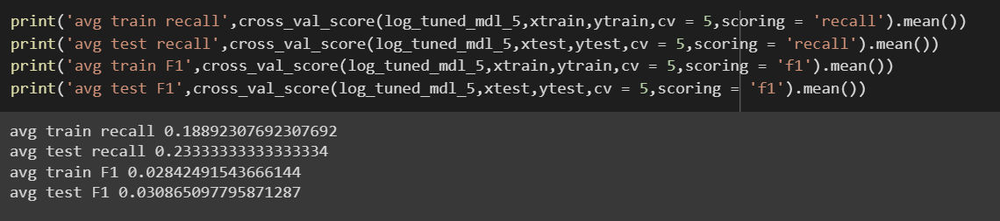 print('avg train recall',cross_val_score(log_tuned_mdl_5,xtrain,ytrain,cv = 5,scoring = 'recall').mean())
print('avg test recall',cross_val_score(log_tuned_mdl_5,xtest,ytest,cv = 5,scoring = 'recall').mean())
print('avg train F1',cross_val_score(log_tuned_mdl_5,xtrain,ytrain,cv = 5,scoring = 'f1').mean())
print('avg test F1',cross_val_score(log_tuned_mdl_5,xtest,ytest,cv = 5,scoring = 'f1').mean())
avg train recall 0.18892307692307692
avg test recall 0.23333333333333334
avg train F1 0.02842491543666144
avg test F1 0.030865097795871287